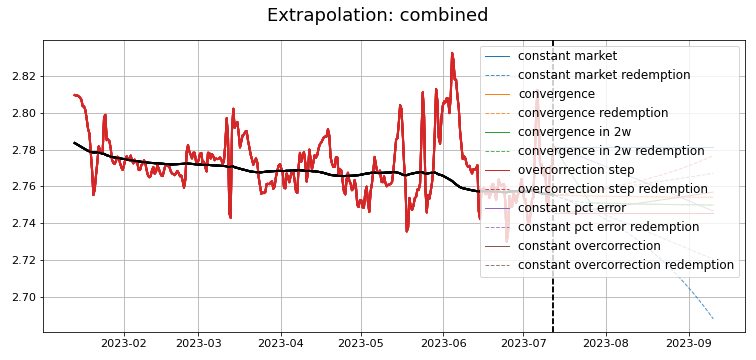 Extrapolation: combined
2.82
2.80
2.78
2.76
2.74
2.72
2.70
constant market
constant market redemption
convergence
convergence redemption
convergence in 2w
convergence in 2w redemption
overcorrection step
overcorrection step redemption
constant pct error
constant pct error redemption
constant overcorrection
constant overcorrection redemption
2023-02 2023-03 2023-04 2023-05 2023-06 2023-07 2023-08 2023-09